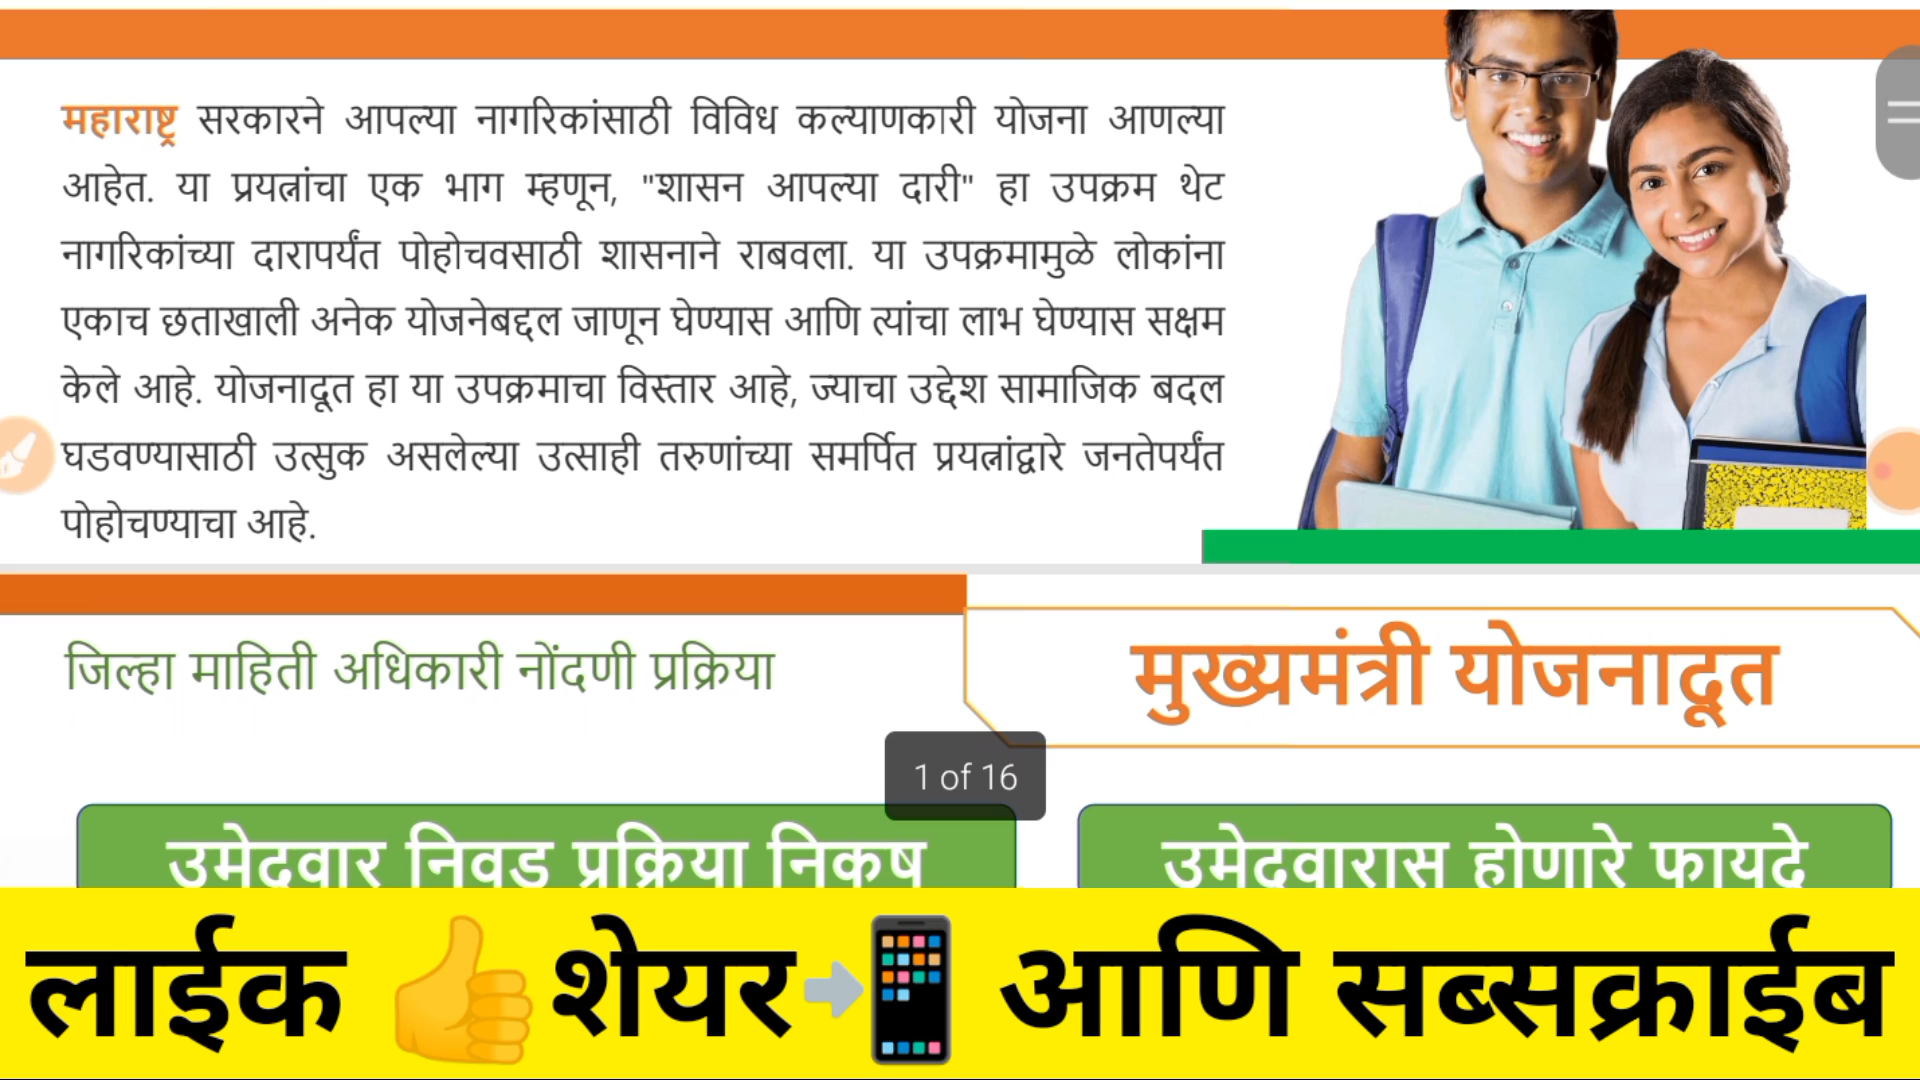 महाराष्ट्र सरकारने आपल्या नागरिकांसाठी विविध कल्याणकारी योजना आणल्या
आहेत. या प्रयत्नांचा एक भाग म्हणून, "शासन आपल्या दारी" हा उपक्रम थेट
नागरिकांच्या दारापर्यंत पोहोचवसाठी शासनाने राबवला. या उपक्रमामुळे लोकांना
एकाच छताखाली अनेक योजनेबद्दल जाणून घेण्यास आणि त्यांचा लाभ घेण्यास सक्षम
केले आहे. योजनादूत हा या उपक्रमाचा विस्तार आहे, ज्याचा उद्देश सामाजिक बदल
घडवण्यासाठी उत्सुक असलेल्या उत्साही तरुणांच्या समर्पित प्रयत्नांद्वारे जनतेपर्यंत
पोहोचण्याचा आहे.
जिल्हा माहिती अधिकारी नोंदणी प्रक्रिया
मुख्यमंत्री योजनादूत
1 of 16
उमेदवार निवड प्रक्रिया निकष
उमेदवारास होणारे फायदे
लाईक 👍 शेयर 📲 आणि सब्सक्राईब